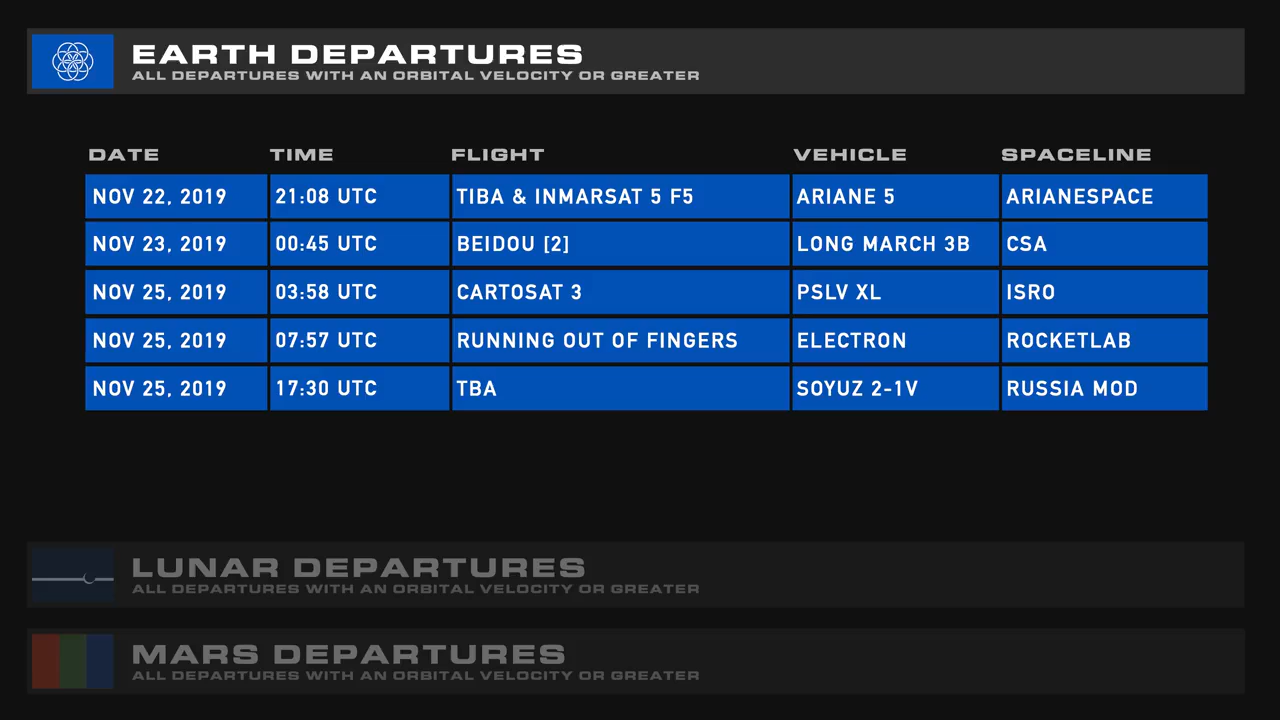 EARTH DEPARTURES
ALL DEPARTURES WITH AN ORBITAL VELOCITY OR GREATER
DATE TIME FLIGHT VEHICLE SPACELINE
NOV 22, 2019 21:08 UTC TIBA & INMARSAT 5 F5 ARIANE 5 ARIANESPACE
NOV 23, 2019 00:45 UTC BEIDOU [2] LONG MARCH 3B CSA
NOV 25, 2019 03:58 UTC CARTOSAT 3 PSLV XL ISRO
NOV 25, 2019 07:57 UTC RUNNING OUT OF FINGERS ELECTRON ROCKETLAB
NOV 25, 2019 17:30 UTC TBA SOYUZ 2-1V RUSSIA MOD
LUNAR DEPARTURES
ALL DEPARTURES WITH AN ORBITAL VELOCITY OR GREATER
MARS DEPARTURES
ALL DEPARTURES WITH AN ORBITAL VELOCITY OR GREATER